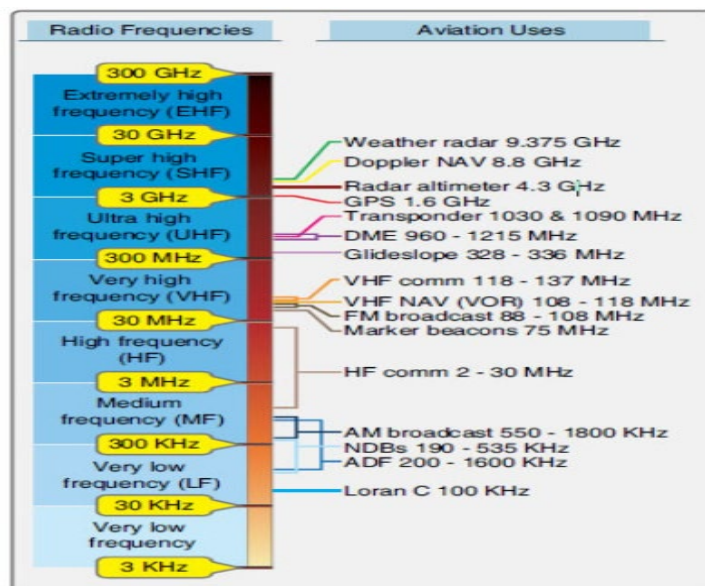 Radio Frequencies
Aviation Uses
300 GHz
Extremely high
frequency (EHF)
30 GHz
Super high
frequency (SHF)
3 GHz
Ultra high
frequency (UHF)
300 MHz
Very high
frequency (VHF)
30 MHz
High frequency
(HF)
3 MHz
Medium
frequency (MF)
300 KHz
Very low
frequency (LF)
30 KHz
Very low
frequency
3 KHz
Weather radar 9.375 GHz
Doppler NAV 8.8 GHz
Radar altimeter 4.3 GHz
GPS 1.6 GHz
Transponder 1030 & 1090 MHz
DME 960 - 1215 MHz
Glideslope 328 - 336 MHz
VHF comm 118 - 137 MHz
VHF NAV (VOR) 108 - 118 MHz
FM broadcast 88 - 108 MHz
Marker beacons 75 MHz
HF comm 2 - 30 MHz
AM broadcast 550 - 1800 KHz
NDBs 190 - 535 KHz
ADF 200 - 1600 KHz
Loran C 100 KHz